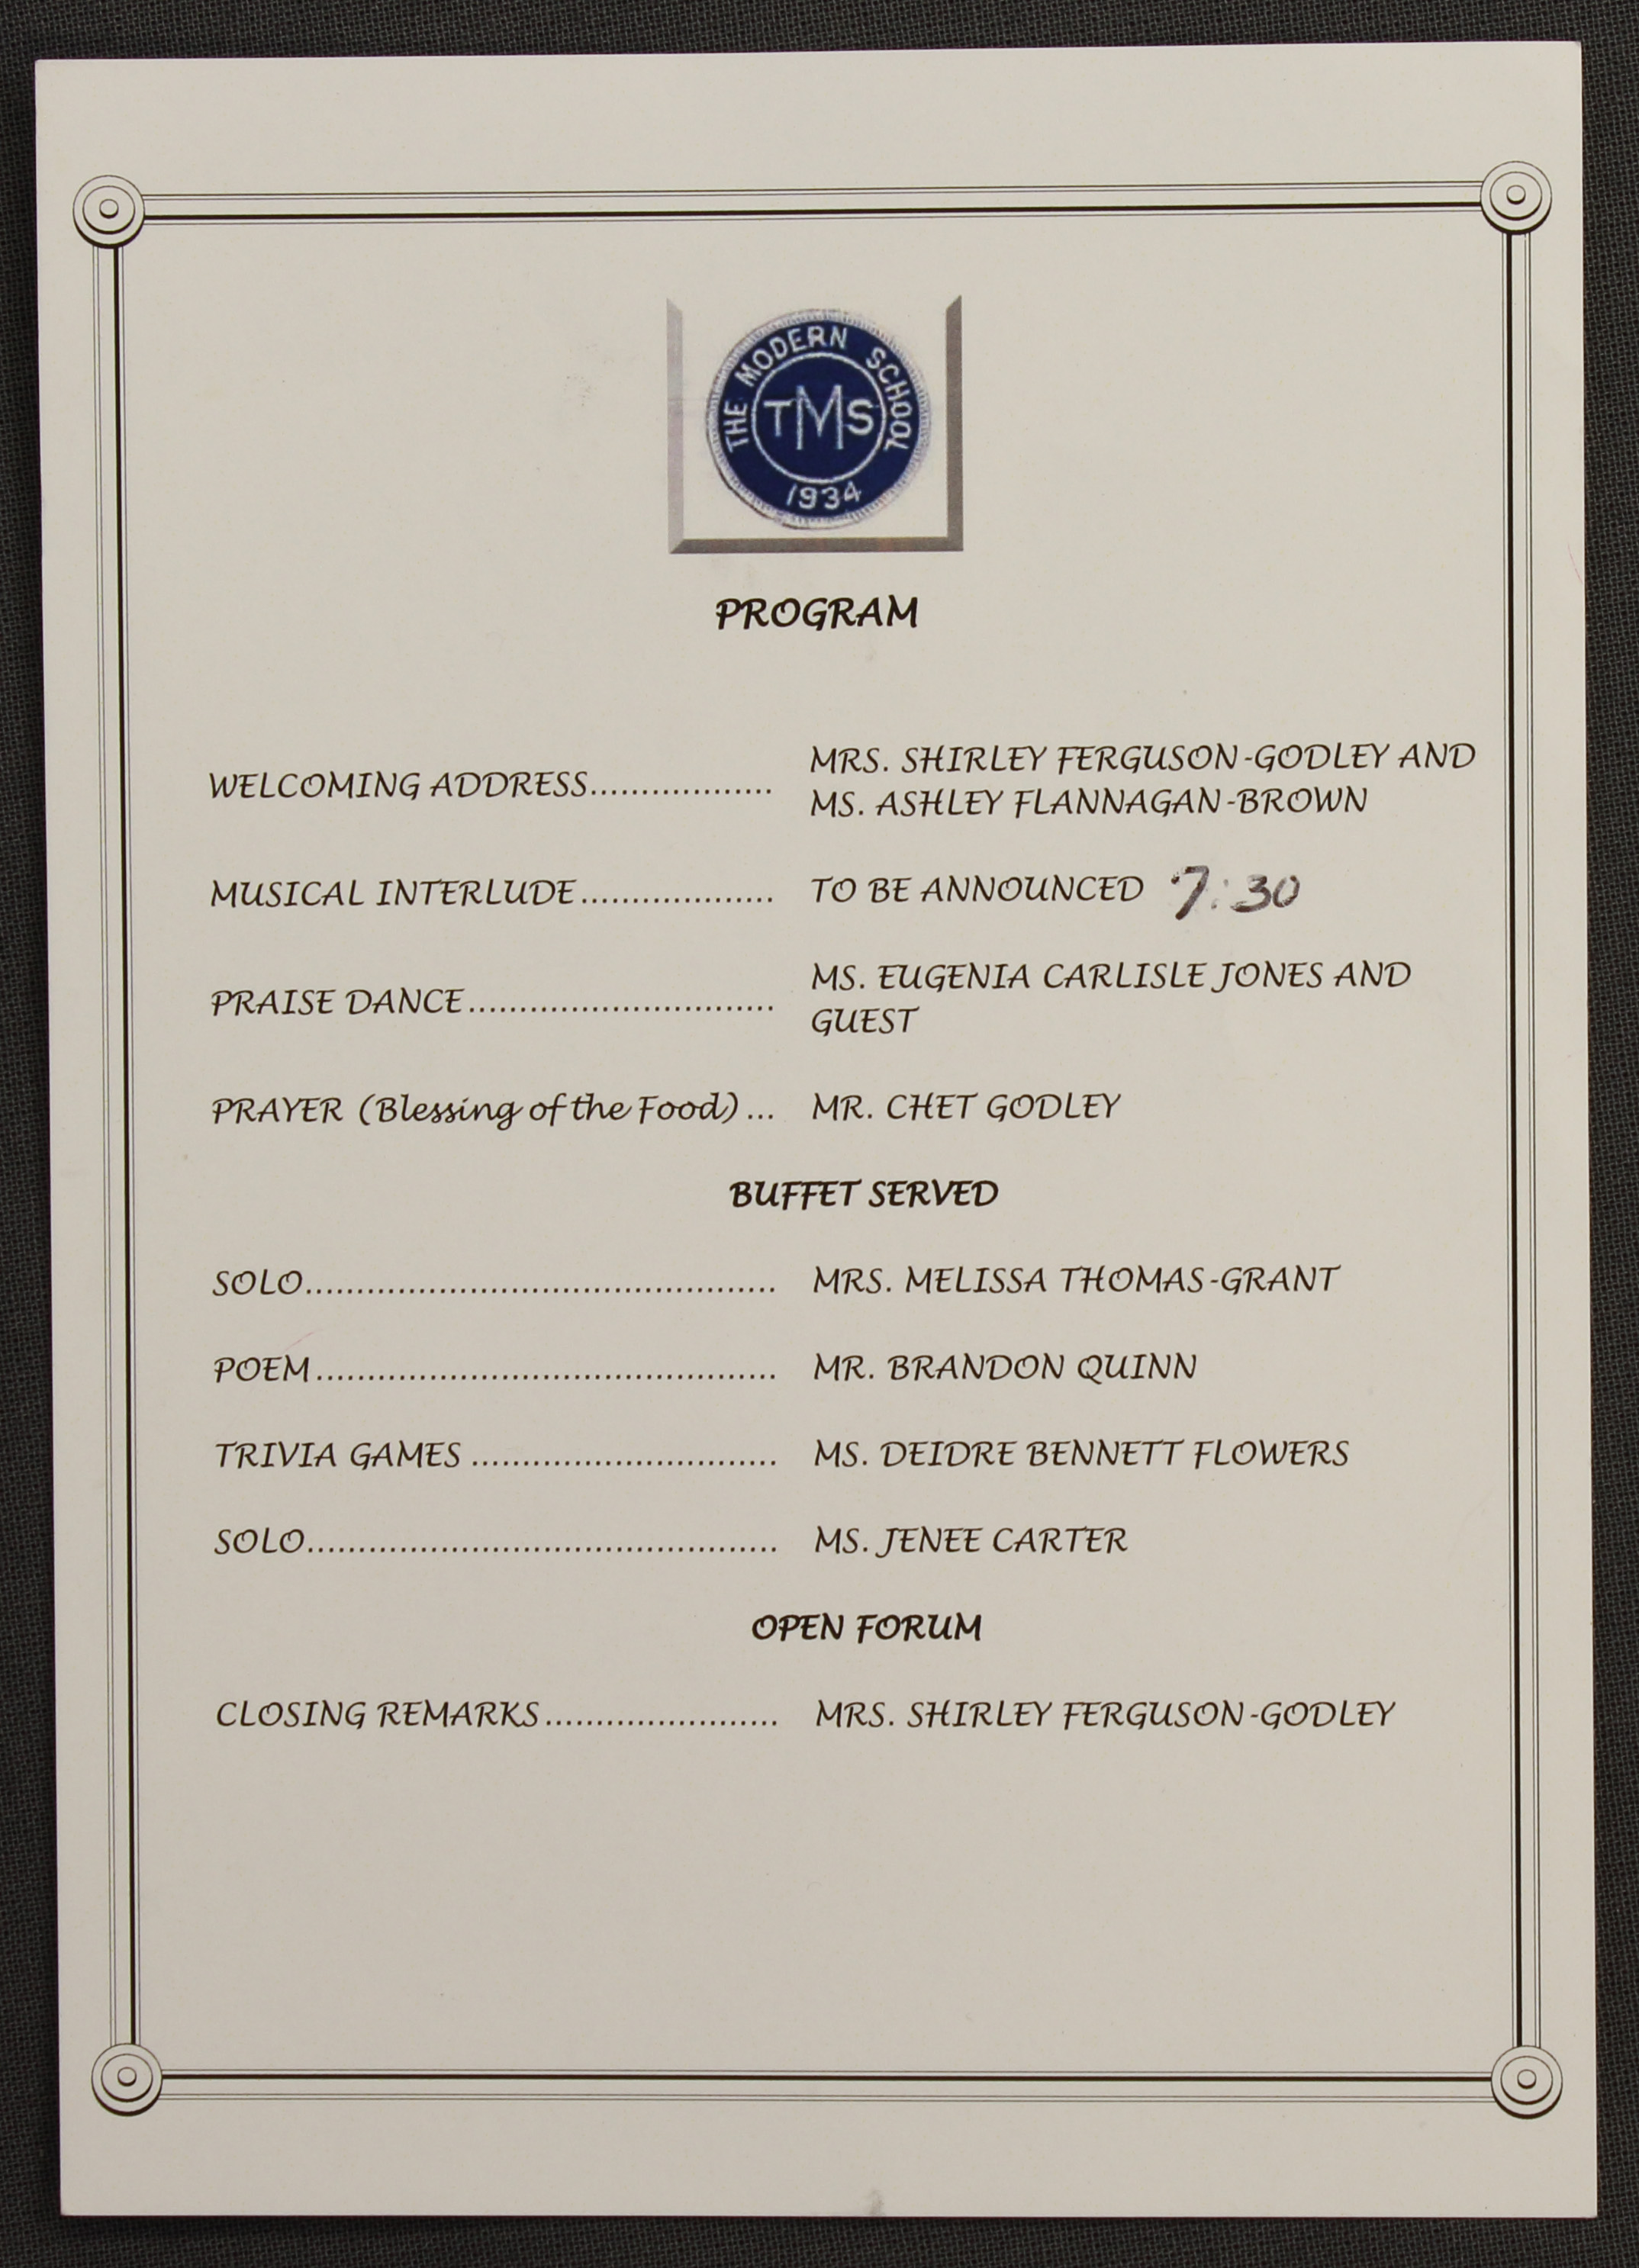 THE MODERN SCHOOL
TMS
1934
PROGRAM
WELCOMING ADDRESS.................. MRS. SHIRLEY FERGUSON-GODLEY AND
MS. ASHLEY FLANNAGAN-BROWN
MUSICAL INTERLUDE................... TO BE ANNOUNCED 7:30
PRAISE DANCE.............................. MS. EUGENIA CARLISLE JONES AND
GUEST
PRAYER (Blessing of the Food)... MR. CHET GODLEY
BUFFET SERVED
SOLO.............................................. MRS. MELISSA THOMAS-GRANT
POEM............................................. MR. BRANDON QUINN
TRIVIA GAMES .............................. MS. DEIDRE BENNETT FLOWERS
SOLO.............................................. MS. JENEE CARTER
OPEN FORUM
CLOSING REMARKS....................... MRS. SHIRLEY FERGUSON-GODLEY